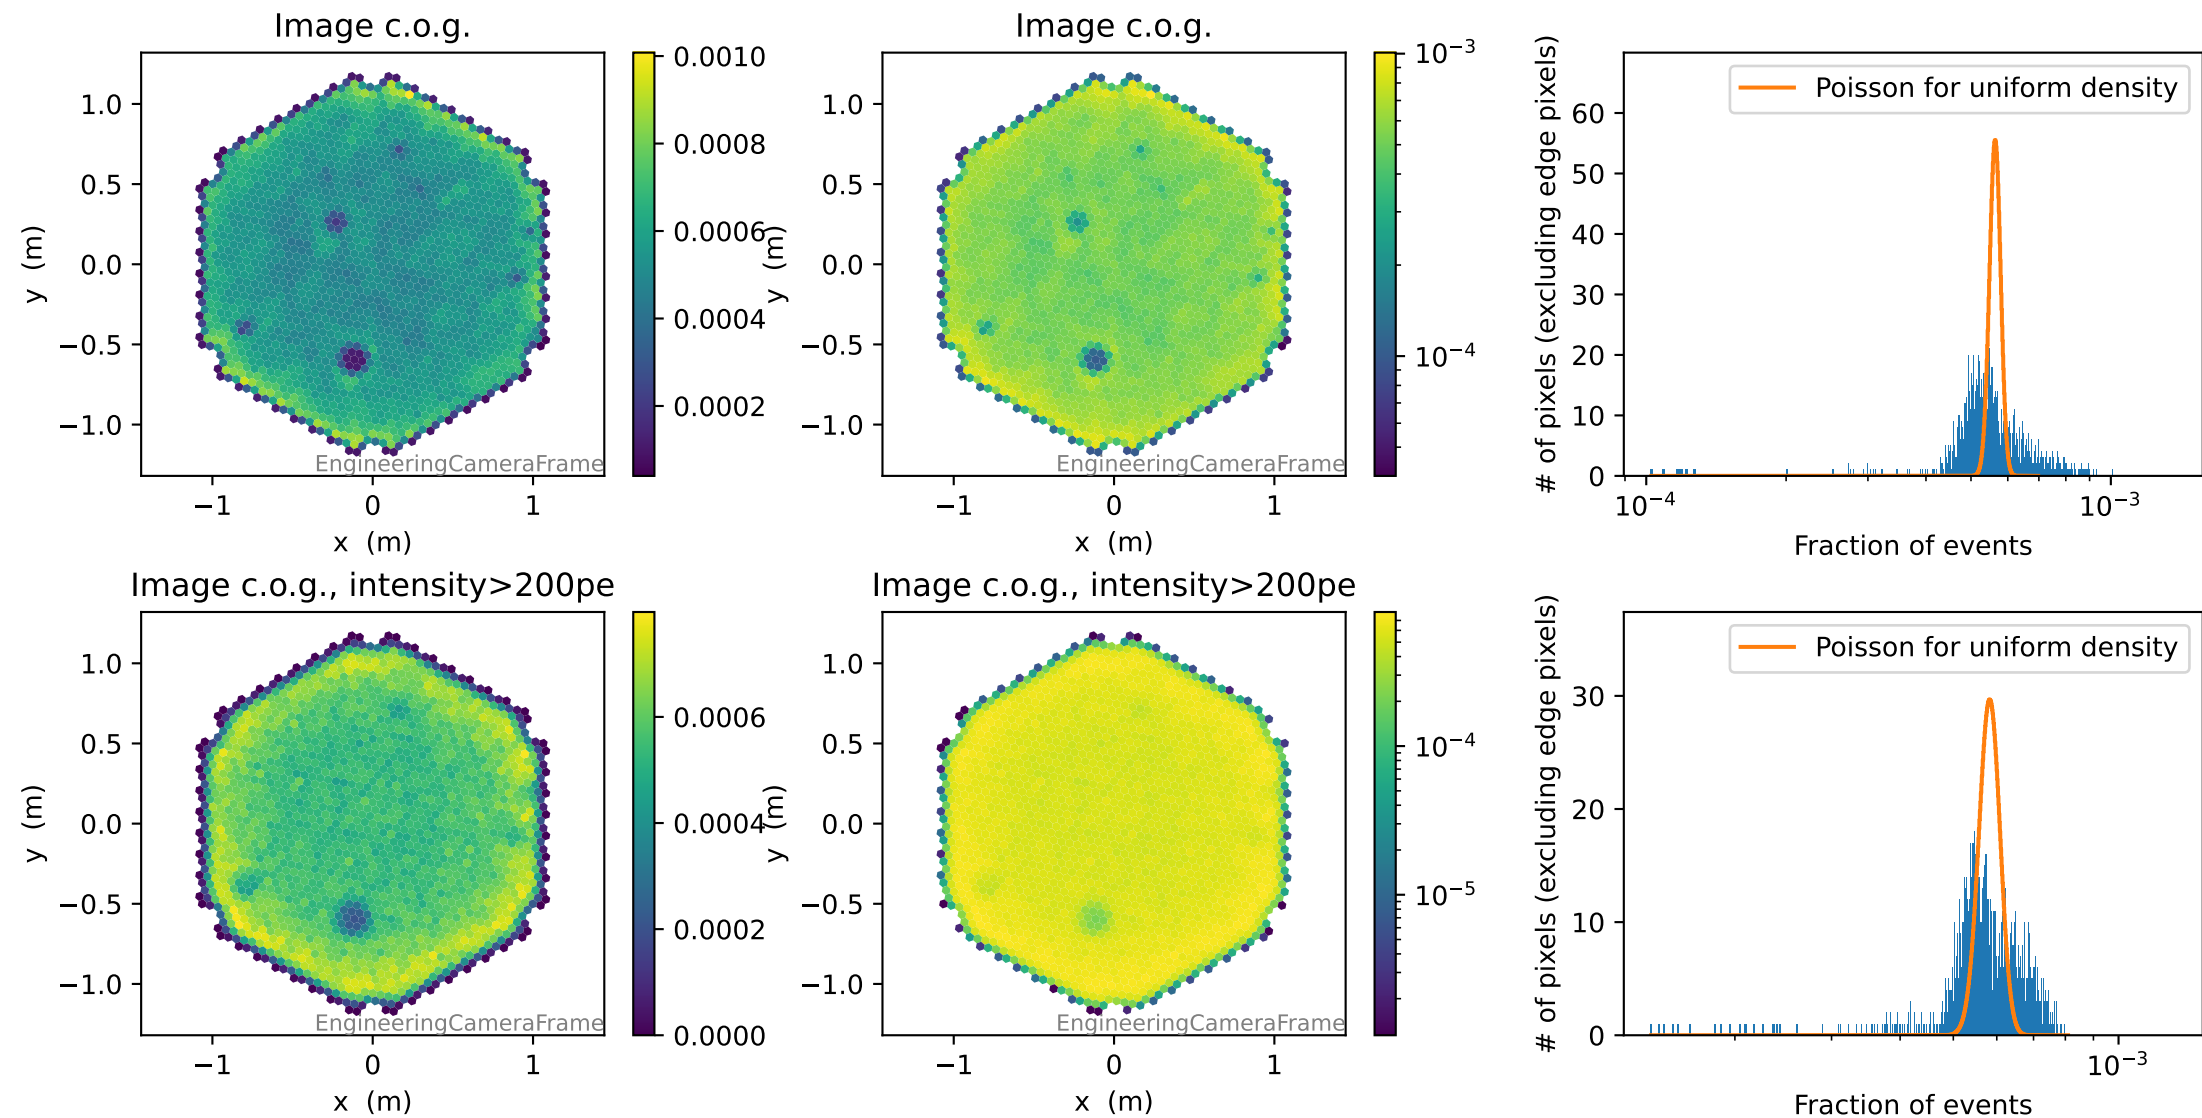 Image c.o.g.
1.0
0.5
0.0
−0.5
−1.0
y (m)
−1
0
1
x (m)
EngineeringCameraFrame
0.0010
0.0008
0.0006
0.0004
0.0002
Image c.o.g.
1.0
0.5
0.0
−0.5
−1.0
y (m)
−1
0
1
x (m)
EngineeringCameraFrame
10⁻³
10⁻⁴
# of pixels (excluding edge pixels)
60
50
40
30
20
10
0
Poisson for uniform density
10⁻⁴
10⁻³
Fraction of events
Image c.o.g., intensity>200pe
1.0
0.5
0.0
−0.5
−1.0
y (m)
−1
0
1
x (m)
EngineeringCameraFrame
0.0006
0.0004
0.0002
0.0000
Image c.o.g., intensity>200pe
1.0
0.5
0.0
−0.5
−1.0
y (m)
−1
0
1
x (m)
EngineeringCameraFrame
10⁻⁴
10⁻⁵
# of pixels (excluding edge pixels)
30
20
10
0
Poisson for uniform density
10⁻³
Fraction of events